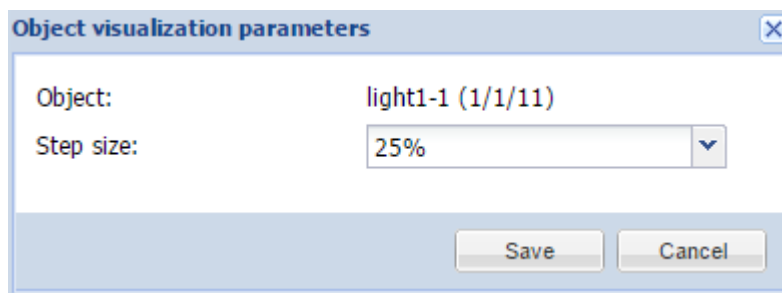 Object visualization parameters
Object: light1-1 (1/1/11)
Step size: 25%
Save Cancel